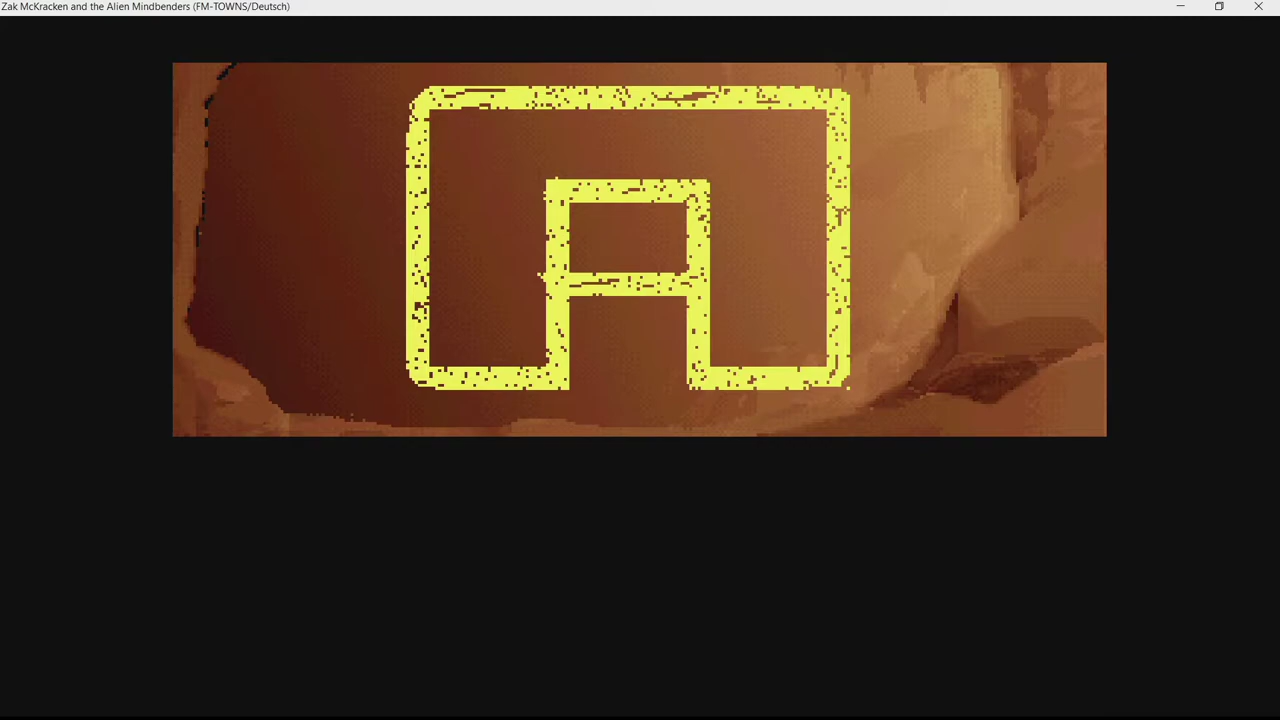 Zak McKracken and the Alien Mindbenders (FM-TOWNS/Deutsch)